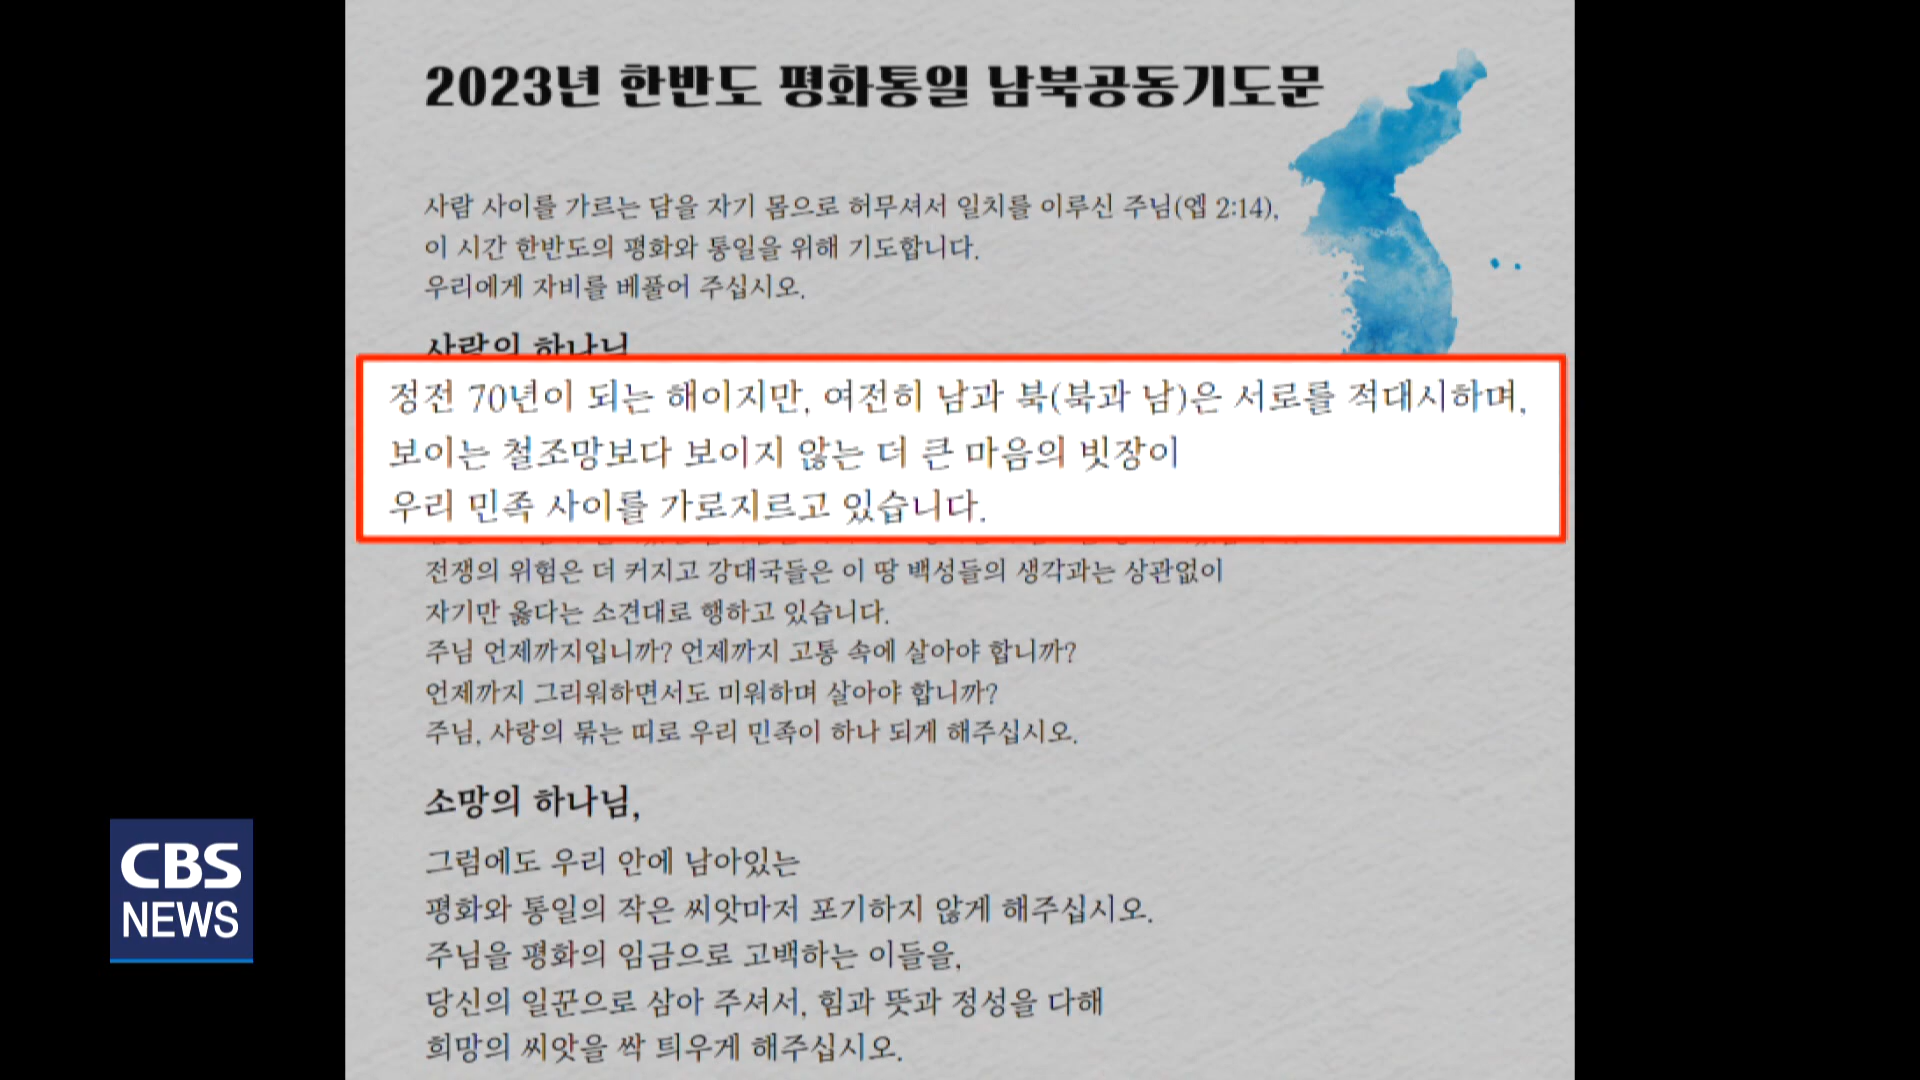 2023년 한반도 평화통일 남북공동기도문
사람 사이를 가르는 담을 자기 몸으로 허무셔서 일치를 이루신 주님(엡 2:14),
이 시간 한반도의 평화와 통일을 위해 기도합니다.
우리에게 자비를 베풀어 주십시오.
사랑의 하나님
정전 70년이 되는 해이지만, 여전히 남과 북(북과 남)은 서로를 적대시하며,
보이는 철조망보다 보이지 않는 더 큰 마음의 빗장이
우리 민족 사이를 가로지르고 있습니다.
전쟁의 위험은 더 커지고 강대국들은 이 땅 백성들의 생각과는 상관없이
자기만 옳다는 소견대로 행하고 있습니다.
주님 언제까지입니까? 언제까지 고통 속에 살아야 합니까?
언제까지 그리워하면서도 미워하며 살아야 합니까?
주님, 사랑의 묶는 띠로 우리 민족이 하나 되게 해주십시오.
소망의 하나님,
그럼에도 우리 안에 남아있는
평화와 통일의 작은 씨앗마저 포기하지 않게 해주십시오.
주님을 평화의 임금으로 고백하는 이들을,
당신의 일꾼으로 삼아 주셔서, 힘과 뜻과 정성을 다해
희망의 씨앗을 싹 틔우게 해주십시오.
CBS
NEWS